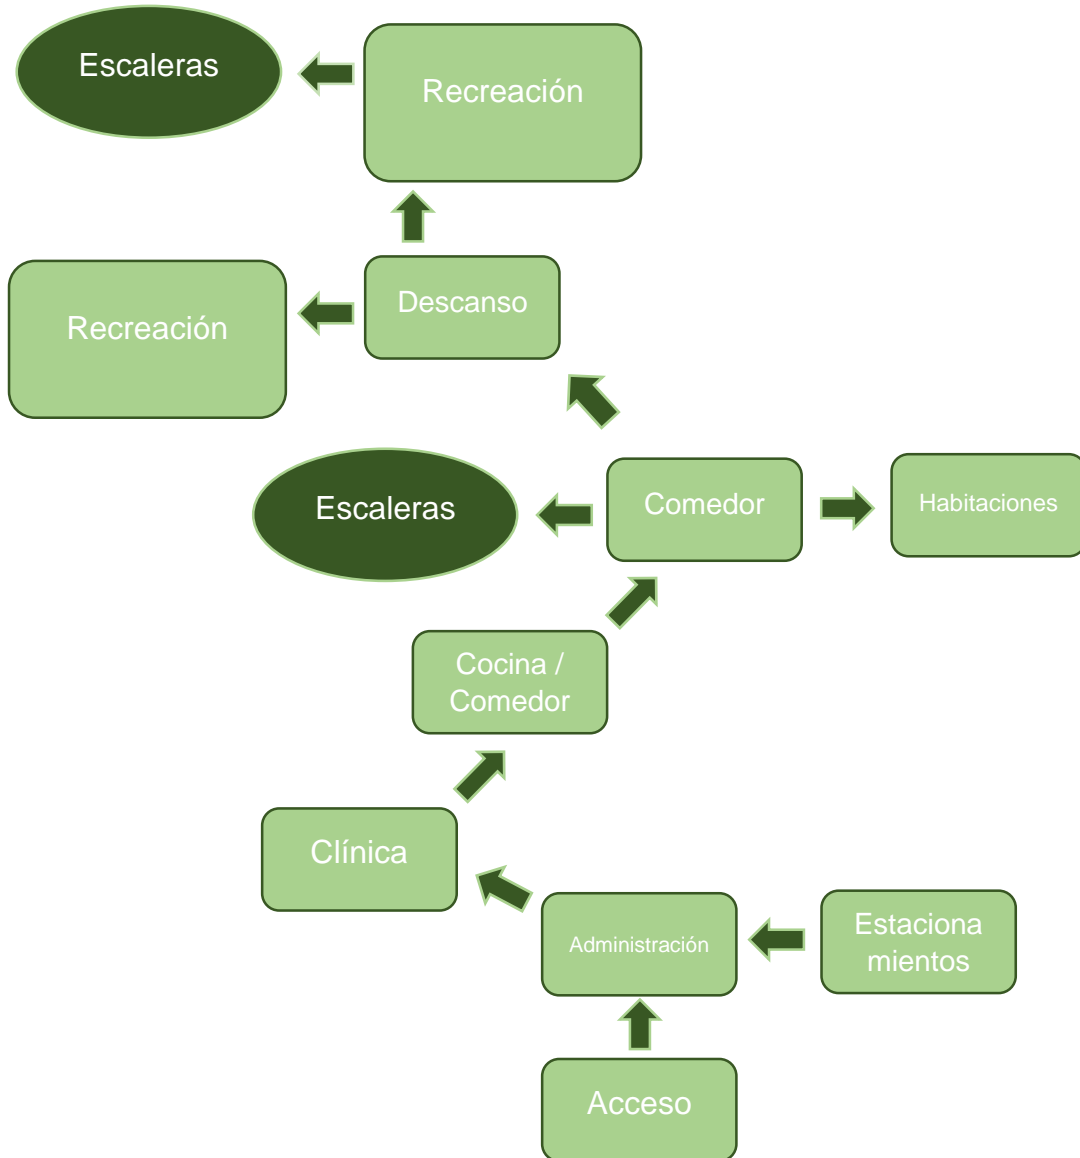 Escaleras
Recreación
Recreación
Descanso
Escaleras
Comedor
Habitaciones
Cocina /
Comedor
Clínica
Administración
Estaciona
mientos
Acceso